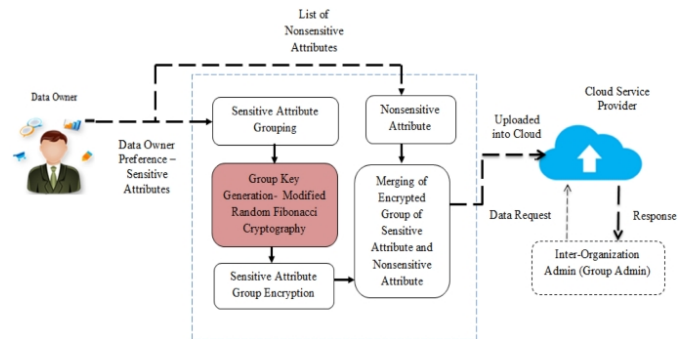 List of
Nonsensitive
Attributes
Data Owner
Data Owner
Preference –
Sensitive
Attributes
Sensitive Attribute
Grouping
Group Key
Generation- Modified
Random Fibonacci
Cryptography
Sensitive Attribute
Group Encryption
Nonsensitive
Attribute
Merging of
Encrypted
Group of
Sensitive
Attribute and
Nonsensitive
Attribute
Uploaded
into Cloud
Cloud Service
Provider
Data Request
Response
Inter-Organization
Admin (Group Admin)